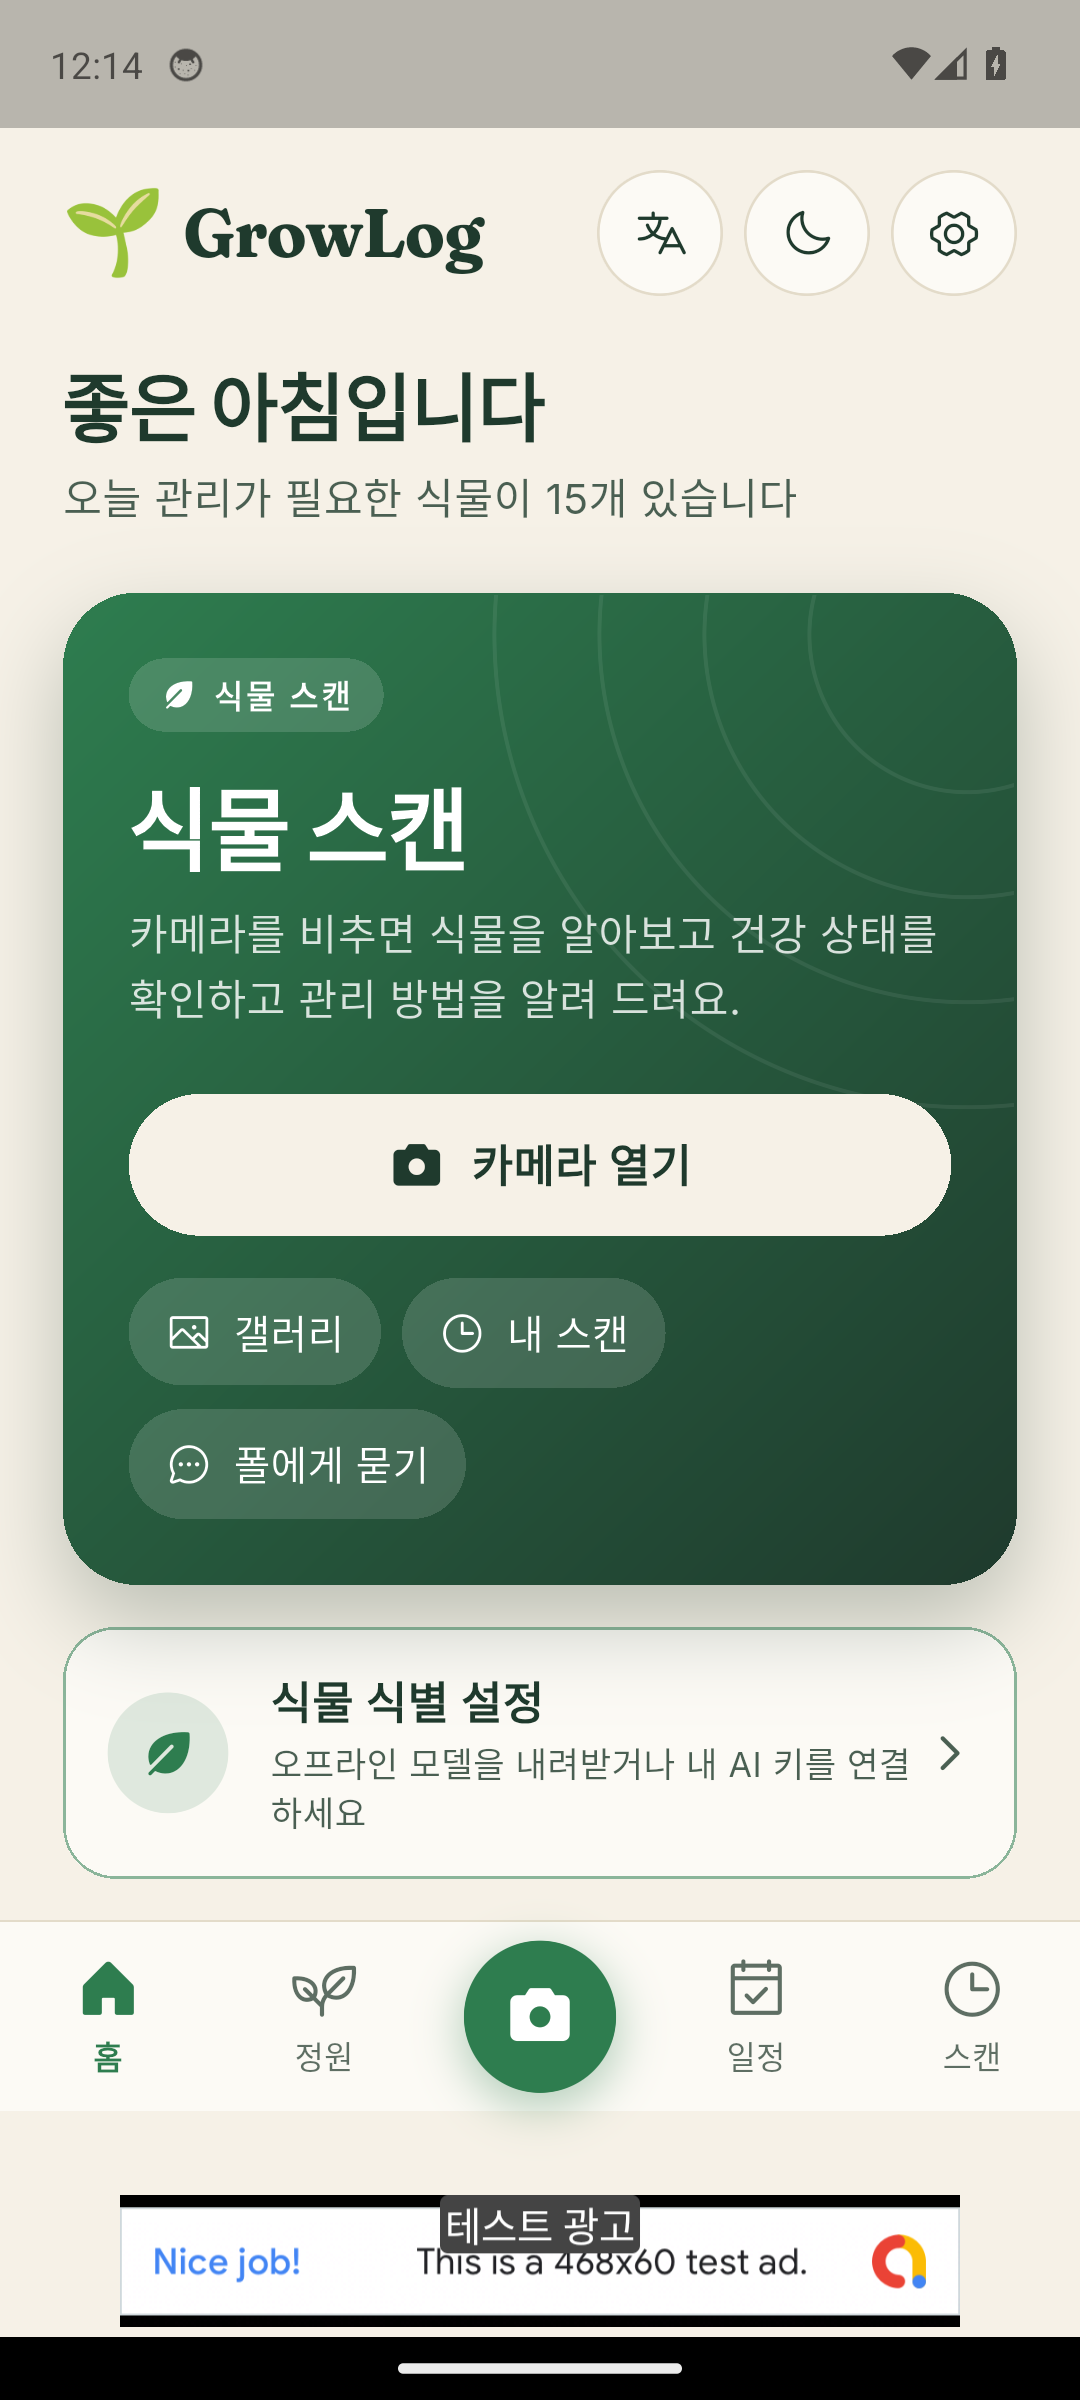 12:14
GrowLog
좋은 아침입니다
오늘 관리가 필요한 식물이 15개 있습니다
식물 스캔
식물 스캔
카메라를 비추면 식물을 알아보고 건강 상태를
확인하고 관리 방법을 알려 드려요.
카메라 열기
갤러리
내 스캔
폴에게 묻기
식물 식별 설정
오프라인 모델을 내려받거나 내 AI 키를 연결
하세요
홈
정원
일정
스캔
테스트 광고
Nice job!
This is a 468x60 test ad.